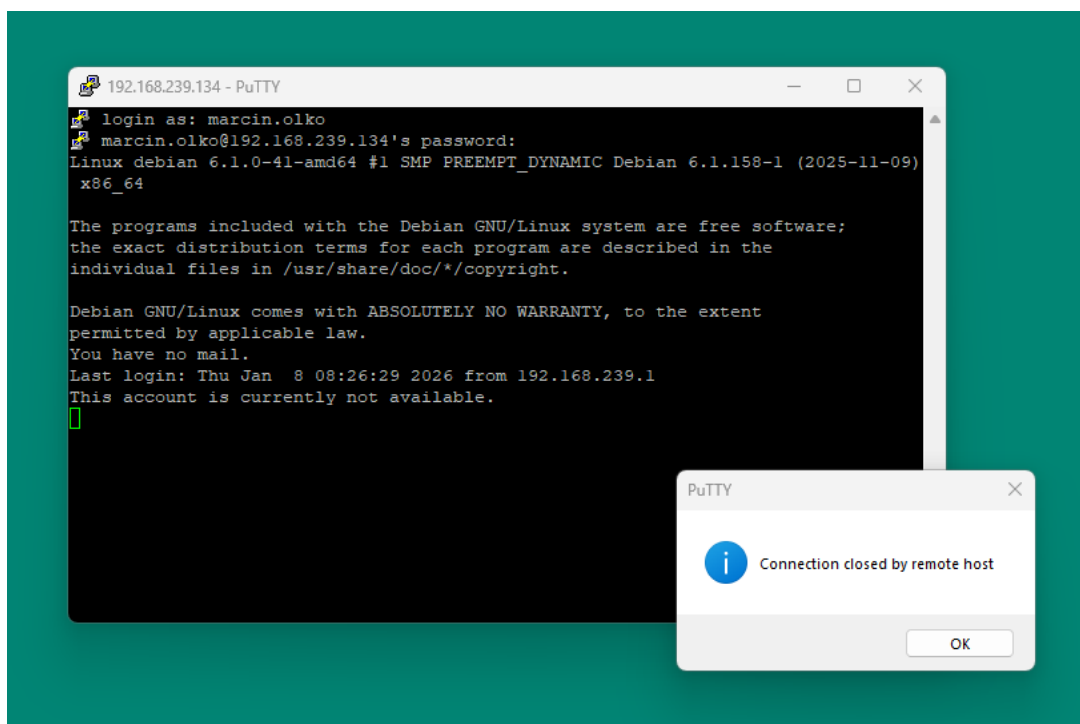 192.168.239.134 - PuTTY
login as: marcin.olko
marcin.olko@192.168.239.134's password:
Linux debian 6.1.0-41-amd64 #1 SMP PREEMPT_DYNAMIC Debian 6.1.158-1 (2025-11-09)
 x86_64
The programs included with the Debian GNU/Linux system are free software;
the exact distribution terms for each program are described in the
individual files in /usr/share/doc/*/copyright.
Debian GNU/Linux comes with ABSOLUTELY NO WARRANTY, to the extent
permitted by applicable law.
You have no mail.
Last login: Thu Jan  8 08:26:29 2026 from 192.168.239.1
This account is currently not available.
PuTTY
Connection closed by remote host
OK